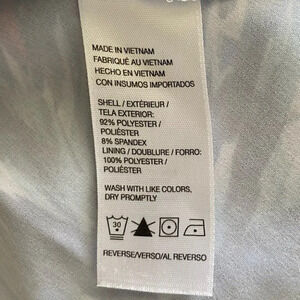 MADE IN VIETNAM
FABRIQUÉ AU VIETNAM
HECHO EN VIETNAM
CON INSUMOS IMPORTADOS
SHELL / EXTÉRIEUR /
TELA EXTERIOR:
92% POLYESTER /
POLIÉSTER
8% SPANDEX
LINING / DOUBLURE / FORRO:
100% POLYESTER /
POLIÉSTER
WASH WITH LIKE COLORS,
DRY PROMPTLY
30
REVERSE/VERSO/AL REVERSO